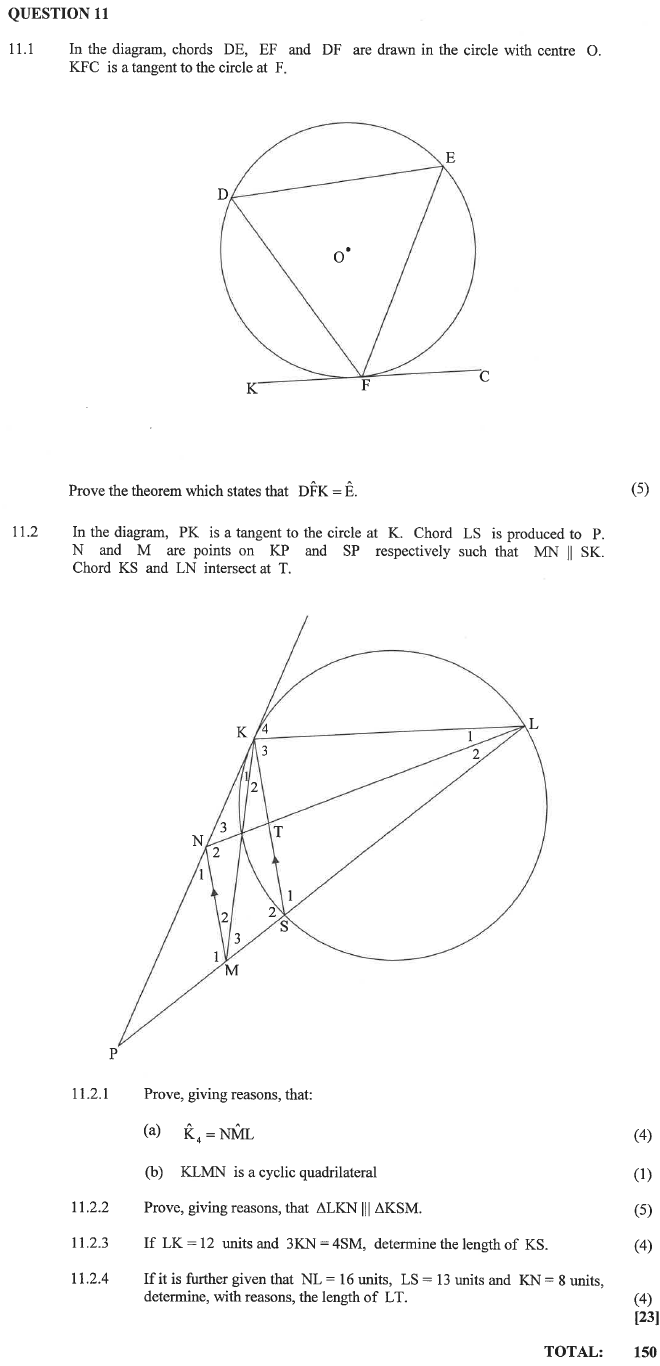 QUESTION 11
11.1 In the diagram, chords DE, EF and DF are drawn in the circle with centre O.
KFC is a tangent to the circle at F.
E
D
O
K
F
C
Prove the theorem which states that DF̂K = Ê. (5)
11.2 In the diagram, PK is a tangent to the circle at K. Chord LS is produced to P.
N and M are points on KP and SP respectively such that MN || SK.
Chord KS and LN intersect at T.
K 4
L
1
3
2
1
2
3
T
N
2
1
1
2
2
S
3
1
M
P
11.2.1 Prove, giving reasons, that:
(a) K̂₄ = NM̂L (4)
(b) KLMN is a cyclic quadrilateral (1)
11.2.2 Prove, giving reasons, that ΔLKN ||| ΔKSM. (5)
11.2.3 If LK = 12 units and 3KN = 4SM, determine the length of KS. (4)
11.2.4 If it is further given that NL = 16 units, LS = 13 units and KN = 8 units,
determine, with reasons, the length of LT. (4)
[23]
TOTAL: 150